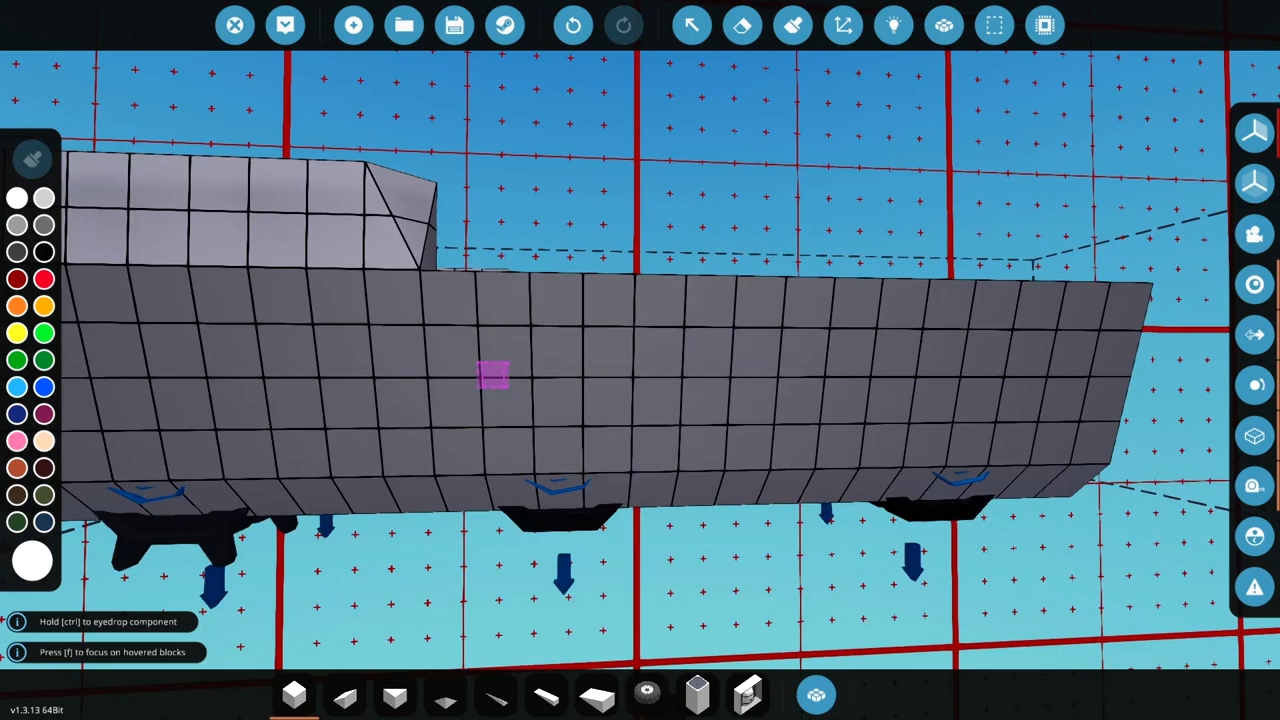 Hold [ctrl] to eyedrop component
Press [f] to focus on hovered blocks
v1.3.13 64Bit